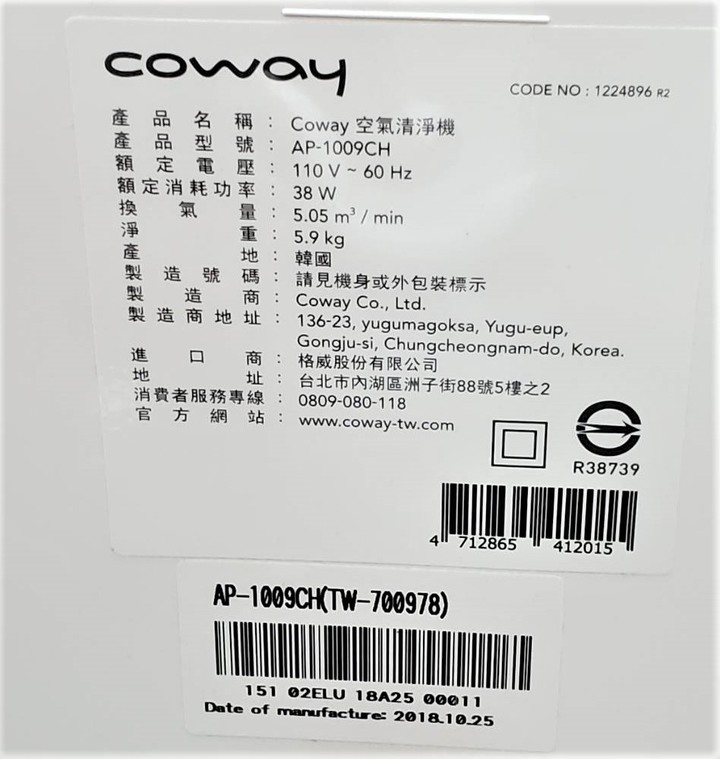 coway
CODE NO : 1224896 R2
產品名稱 : Coway 空氣清淨機
產品型號 : AP-1009CH
額定電壓 : 110 V ~ 60 Hz
額定消耗功率 : 38 W
換氣量 : 5.05 m³ / min
淨重 : 5.9 kg
產地 : 韓國
製造號碼 : 請見機身或外包裝標示
製造商 : Coway Co., Ltd.
製造商地址 : 136-23, yugumagoksa, Yugu-eup,
Gongju-si, Chungcheongnam-do, Korea.
進口商 : 格威股份有限公司
地址 : 台北市內湖區洲子街88號5樓之2
消費者服務專線 : 0809-080-118
官方網站 : www.coway-tw.com
R38739
4 712865 412015
AP-1009CH(TW-700978)
151 02ELU 18A25 00011
Date of manufacture: 2018.10.25